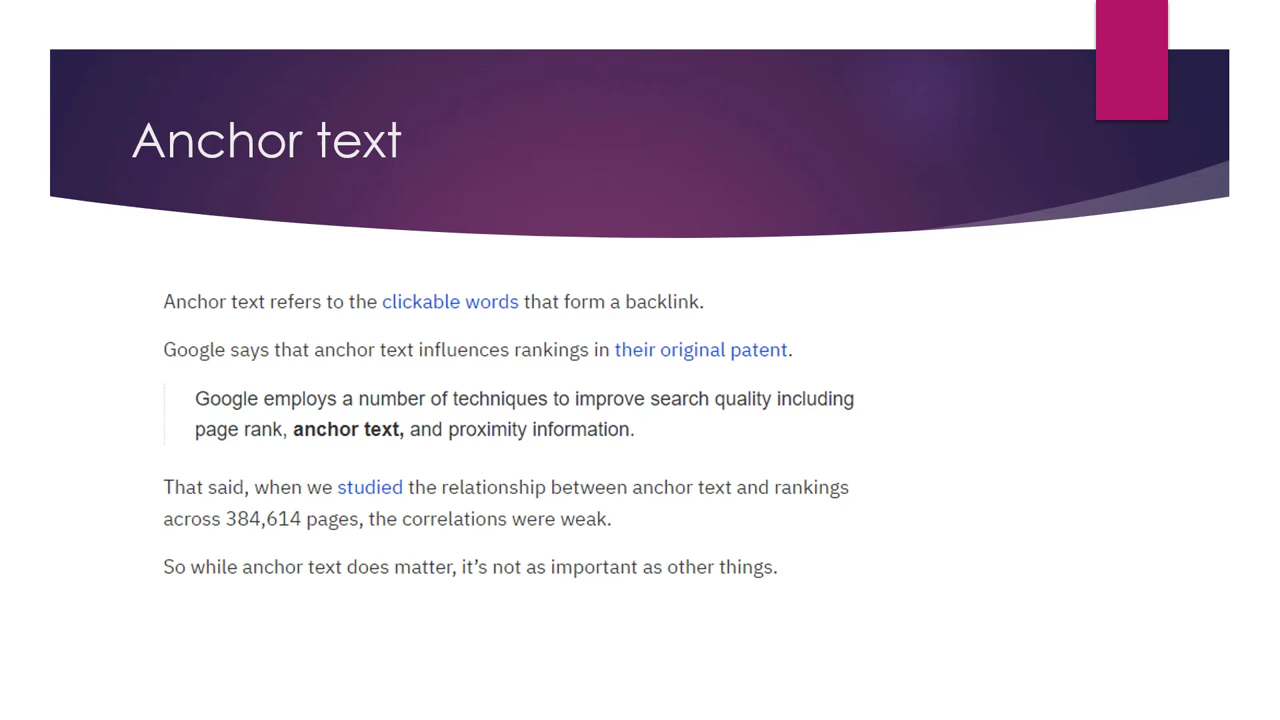 Anchor text
Anchor text refers to the clickable words that form a backlink.
Google says that anchor text influences rankings in their original patent.
Google employs a number of techniques to improve search quality including
page rank, anchor text, and proximity information.
That said, when we studied the relationship between anchor text and rankings
across 384,614 pages, the correlations were weak.
So while anchor text does matter, it’s not as important as other things.